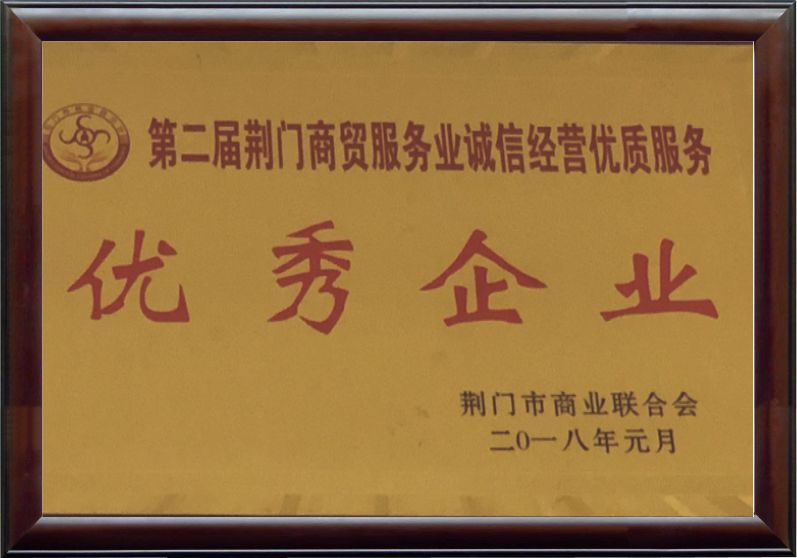 第二届荆门商贸服务业诚信经营优质服务
优秀企业
荆门市商业联合会
二0一八年元月